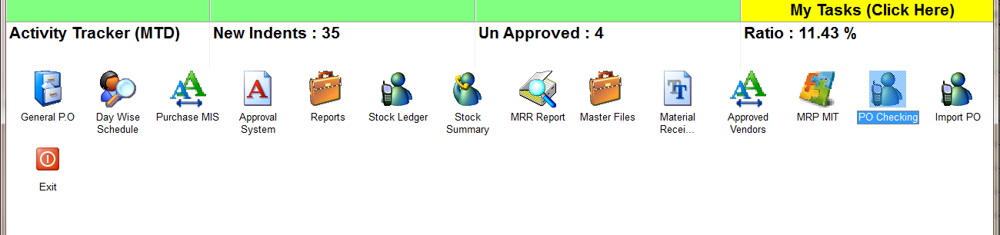 My Tasks (Click Here)
Activity Tracker (MTD)
New Indents : 35
Un Approved : 4
Ratio : 11.43 %
General P.O
Day Wise
Schedule
Purchase MIS
Approval
System
Reports
Stock Ledger
Stock
Summary
MRR Report
Master Files
Material
Recei...
Approved
Vendors
MRP MIT
PO Checking
Import PO
Exit